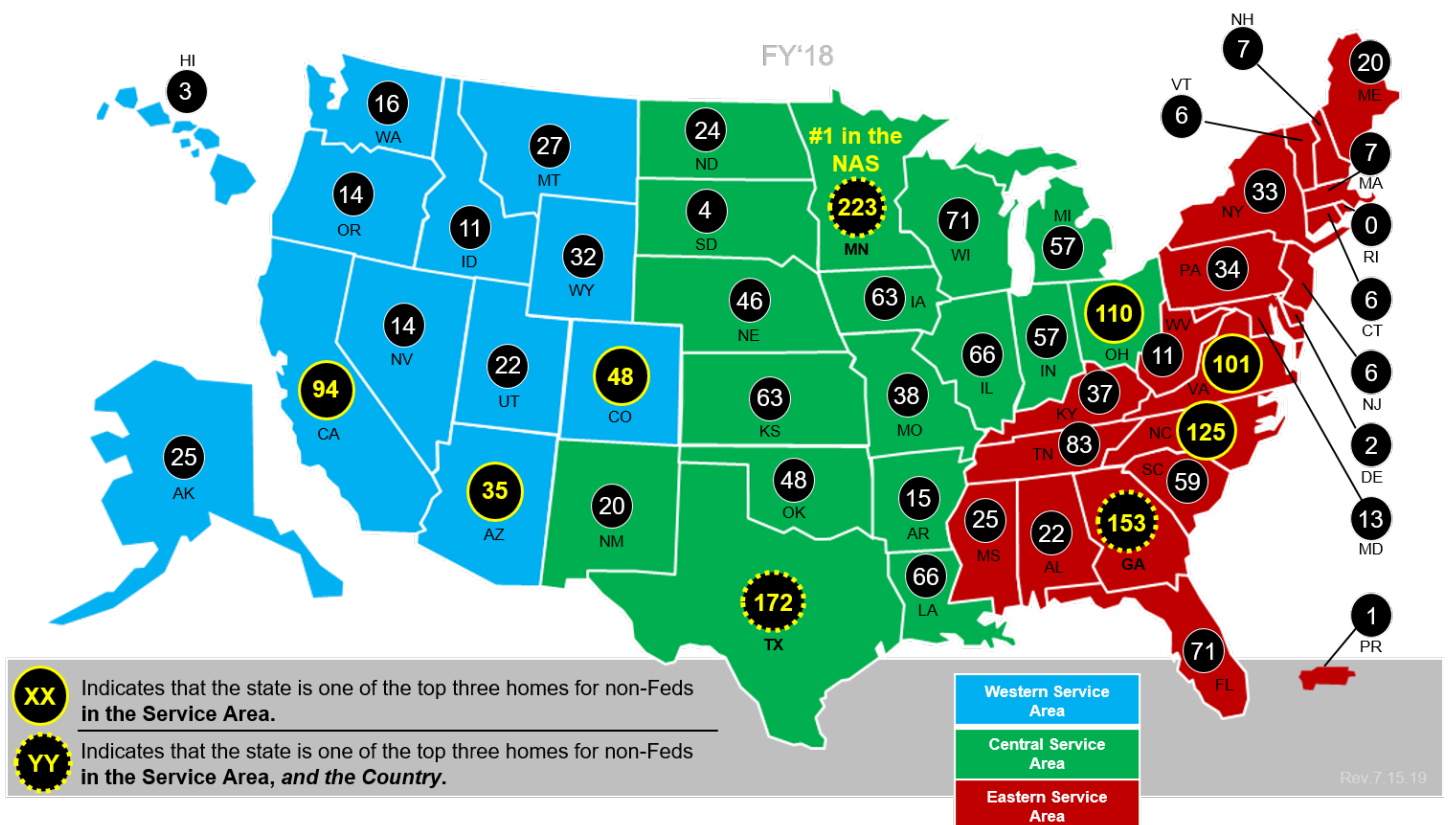 FY‘18
HI
3
16
WA
14
OR
27
MT
11
ID
32
WY
94
CA
14
NV
22
UT
48
CO
35
AZ
25
AK
24
ND
4
SD
#1 in the
NAS
223
MN
71
WI
MI
57
46
NE
63 IA
63
KS
38
MO
66
IL
57
IN
110
OH
20
NM
48
OK
15
AR
172
TX
66
LA
NH
7
VT
6
20
ME
7
MA
33
NY
0
RI
PA 34
6
CT
WV
11
101
VA
6
NJ
37
KY
TN 83
NC 125
2
DE
SC
59
13
MD
25
MS
22
AL
153
GA
1
PR
71
FL
XX
Indicates that the state is one of the top three homes for non-Feds
in the Service Area.
YY
Indicates that the state is one of the top three homes for non-Feds
in the Service Area, and the Country.
Western Service
Area
Central Service
Area
Eastern Service
Area
Rev.7.15.19